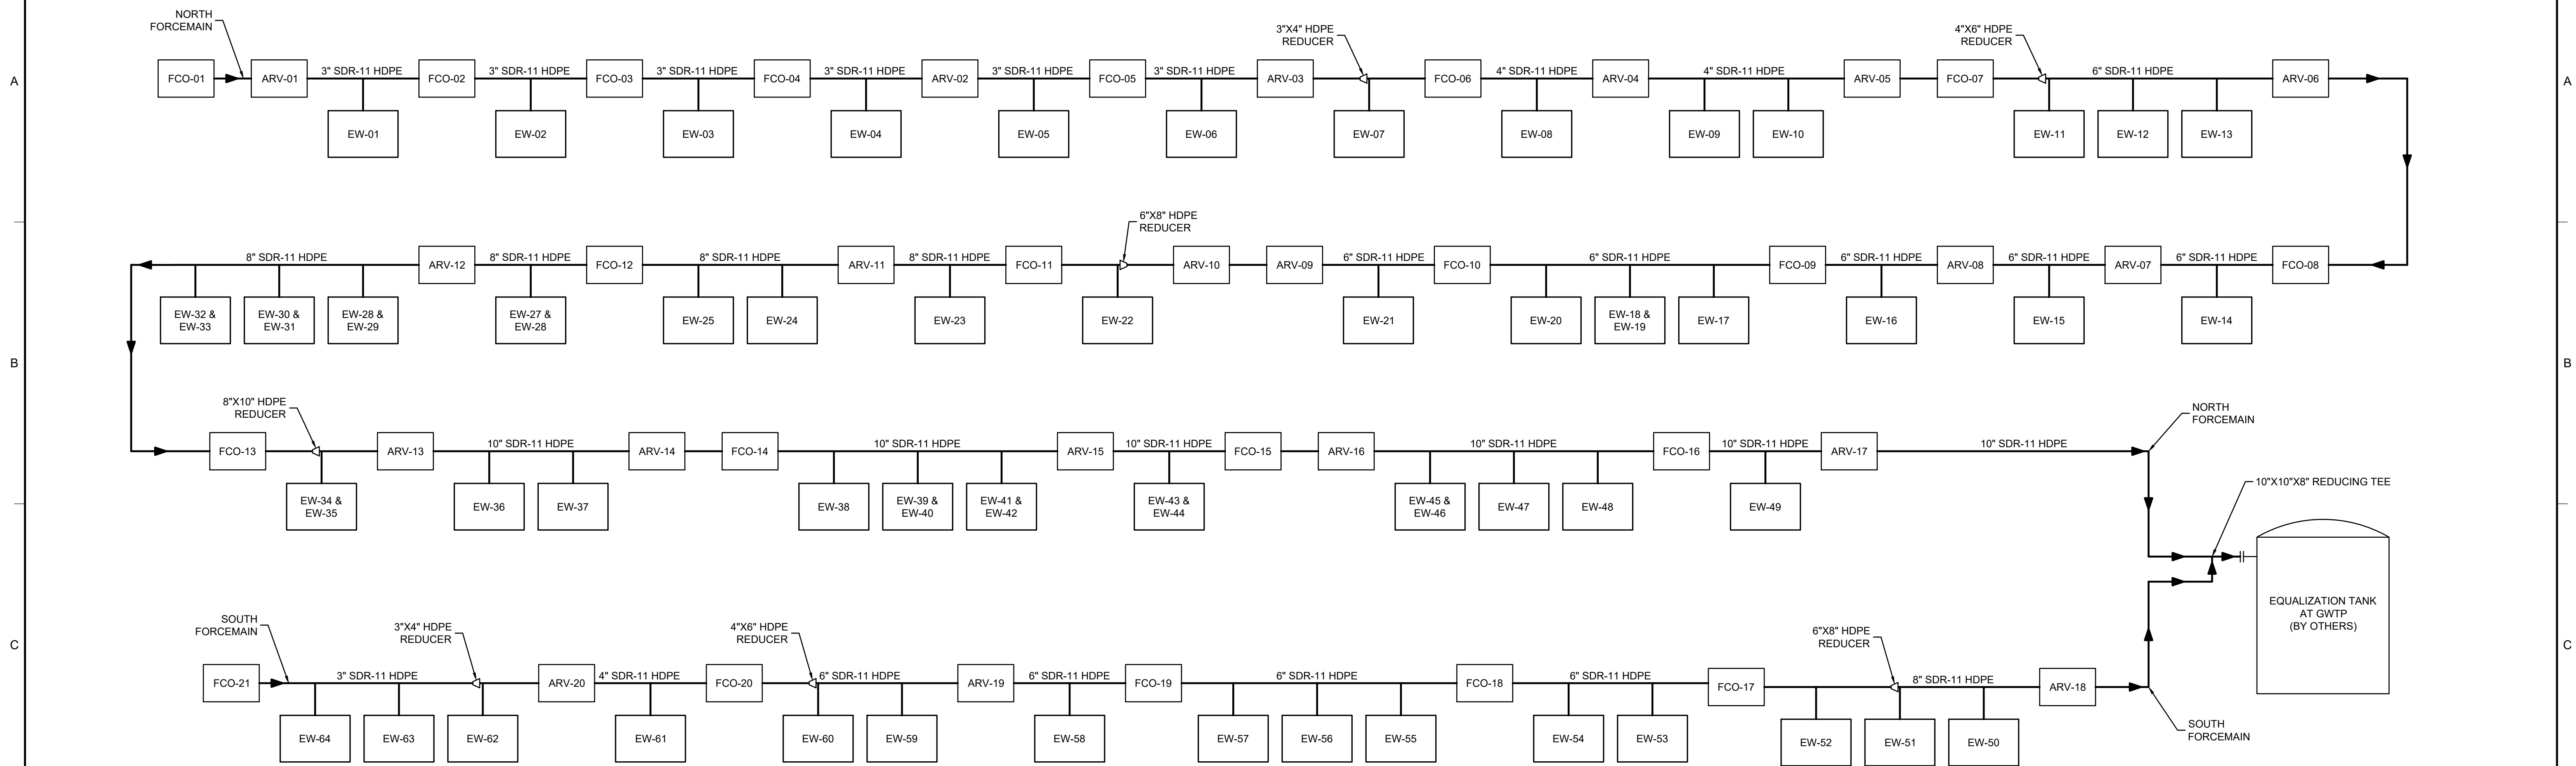 NORTH
FORCEMAIN
3"X4" HDPE
REDUCER
4"X6" HDPE
REDUCER
A
FCO-01
ARV-01
3" SDR-11 HDPE
FCO-02
3" SDR-11 HDPE
FCO-03
3" SDR-11 HDPE
FCO-04
3" SDR-11 HDPE
ARV-02
3" SDR-11 HDPE
FCO-05
3" SDR-11 HDPE
ARV-03
FCO-06
4" SDR-11 HDPE
ARV-04
4" SDR-11 HDPE
ARV-05
FCO-07
6" SDR-11 HDPE
ARV-06
A
EW-01
EW-02
EW-03
EW-04
EW-05
EW-06
EW-07
EW-08
EW-09
EW-10
EW-11
EW-12
EW-13
6"X8" HDPE
REDUCER
8" SDR-11 HDPE
ARV-12
8" SDR-11 HDPE
FCO-12
8" SDR-11 HDPE
ARV-11
8" SDR-11 HDPE
FCO-11
ARV-10
ARV-09
6" SDR-11 HDPE
FCO-10
6" SDR-11 HDPE
FCO-09
6" SDR-11 HDPE
ARV-08
6" SDR-11 HDPE
ARV-07
6" SDR-11 HDPE
FCO-08
EW-32 &
EW-33
EW-30 &
EW-31
EW-28 &
EW-29
EW-27 &
EW-28
EW-25
EW-24
EW-23
EW-22
EW-21
EW-20
EW-18 &
EW-19
EW-17
EW-16
EW-15
EW-14
B
B
8"X10" HDPE
REDUCER
NORTH
FORCEMAIN
FCO-13
ARV-13
10" SDR-11 HDPE
ARV-14
FCO-14
10" SDR-11 HDPE
ARV-15
10" SDR-11 HDPE
FCO-15
ARV-16
10" SDR-11 HDPE
FCO-16
10" SDR-11 HDPE
ARV-17
10" SDR-11 HDPE
EW-34 &
EW-35
EW-36
EW-37
EW-38
EW-39 &
EW-40
EW-41 &
EW-42
EW-43 &
EW-44
EW-45 &
EW-46
EW-47
EW-48
EW-49
10"X10"X8" REDUCING TEE
EQUALIZATION TANK
AT GWTP
(BY OTHERS)
SOUTH
FORCEMAIN
3"X4" HDPE
REDUCER
4"X6" HDPE
REDUCER
6"X8" HDPE
REDUCER
C
C
FCO-21
3" SDR-11 HDPE
ARV-20
4" SDR-11 HDPE
FCO-20
6" SDR-11 HDPE
ARV-19
6" SDR-11 HDPE
FCO-19
6" SDR-11 HDPE
FCO-18
6" SDR-11 HDPE
FCO-17
8" SDR-11 HDPE
ARV-18
SOUTH
FORCEMAIN
EW-64
EW-63
EW-62
EW-61
EW-60
EW-59
EW-58
EW-57
EW-56
EW-55
EW-54
EW-53
EW-52
EW-51
EW-50